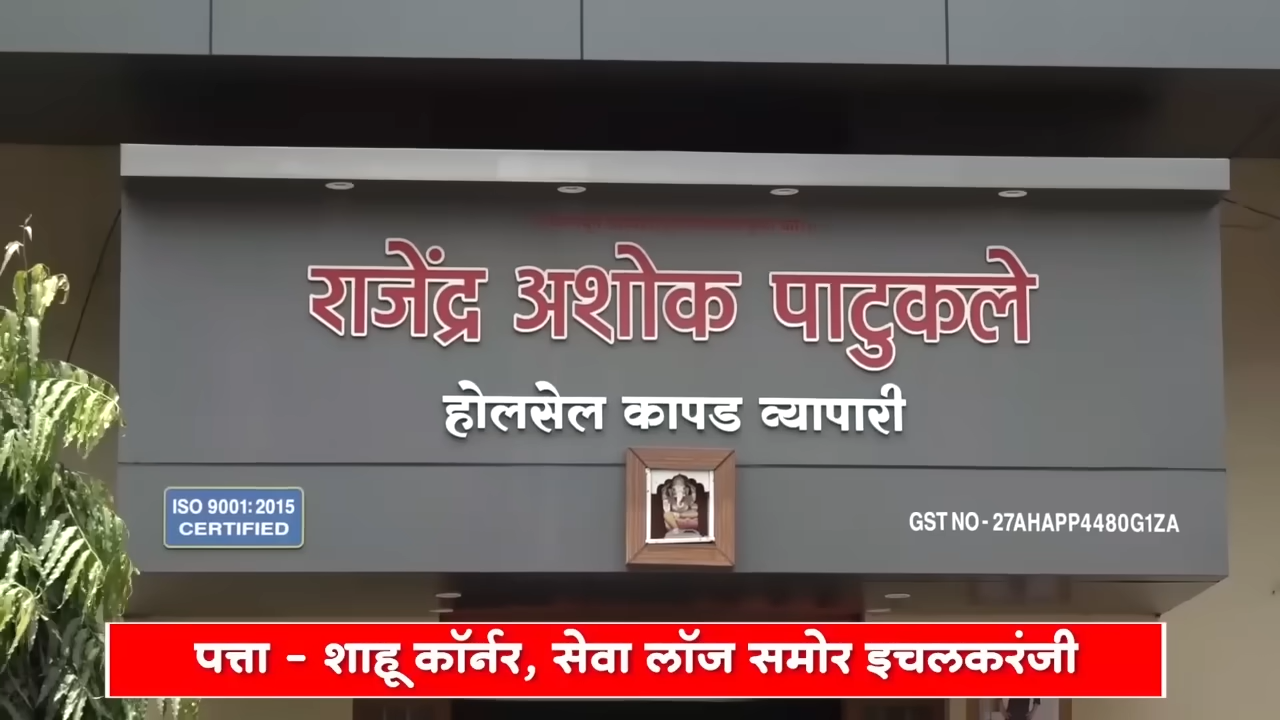 राजेंद्र अशोक पाटुकले
होलसेल कापड व्यापारी
ISO 9001:2015
CERTIFIED
GST NO - 27AHAPP4480G1ZA
पत्ता - शाहू कॉर्नर, सेवा लॉज समोर इचलकरंजी